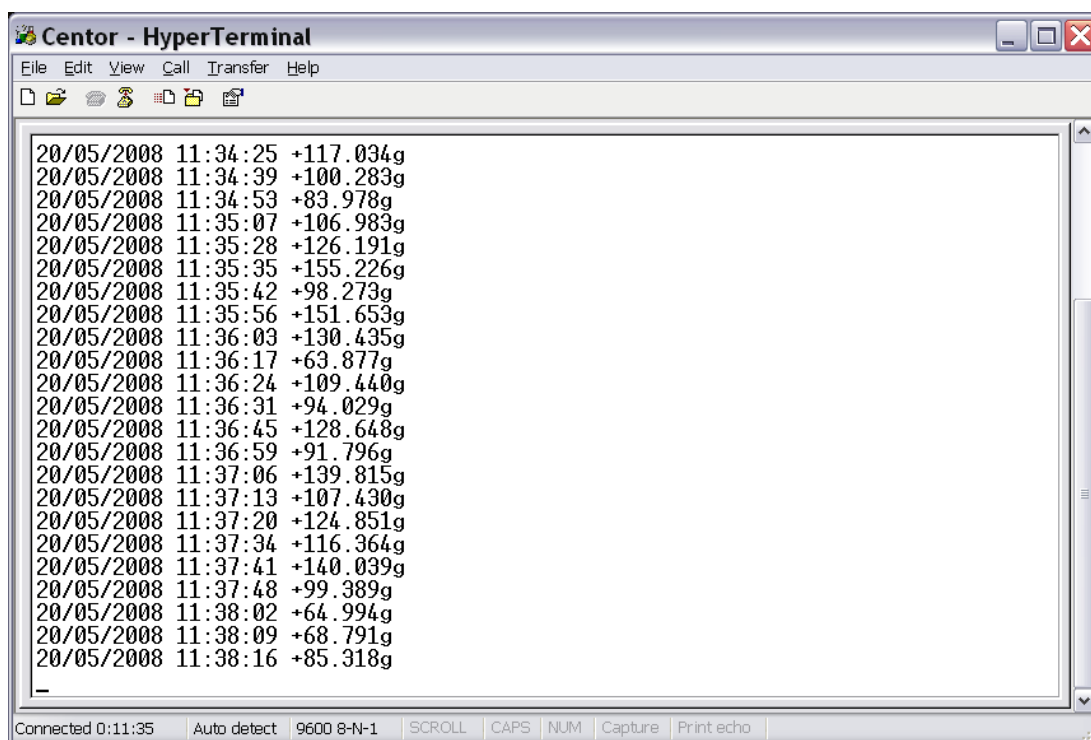 Centor - HyperTerminal
File Edit View Call Transfer Help
20/05/2008 11:34:25 +117.034g
20/05/2008 11:34:39 +100.283g
20/05/2008 11:34:53 +83.978g
20/05/2008 11:35:07 +106.983g
20/05/2008 11:35:28 +126.191g
20/05/2008 11:35:35 +155.226g
20/05/2008 11:35:42 +98.273g
20/05/2008 11:35:56 +151.653g
20/05/2008 11:36:03 +130.435g
20/05/2008 11:36:17 +63.877g
20/05/2008 11:36:24 +109.440g
20/05/2008 11:36:31 +94.029g
20/05/2008 11:36:45 +128.648g
20/05/2008 11:36:59 +91.796g
20/05/2008 11:37:06 +139.815g
20/05/2008 11:37:13 +107.430g
20/05/2008 11:37:20 +124.851g
20/05/2008 11:37:34 +116.364g
20/05/2008 11:37:41 +140.039g
20/05/2008 11:37:48 +99.389g
20/05/2008 11:38:02 +64.994g
20/05/2008 11:38:09 +68.791g
20/05/2008 11:38:16 +85.318g
_
Connected 0:11:35 Auto detect 9600 8-N-1 SCROLL CAPS NUM Capture Print echo